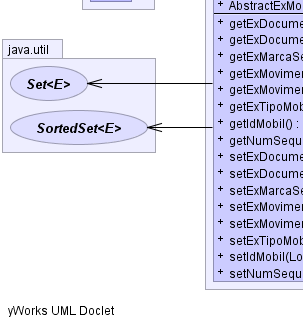 java.util
Set<E>
SortedSet<E>
+ AbstractExMo
+ getExDocume
+ getExDocume
+ getExMarcaSe
+ getExMovimer
+ getExMovimer
+ getExTipoMob
+ getIdMobil() :
+ getNumSequ
+ setExDocume
+ setExDocume
+ setExMarcaSe
+ setExMovimer
+ setExMovimer
+ setExTipoMob
+ setIdMobil(Lo
+ setNumSequ
yWorks UML Doclet